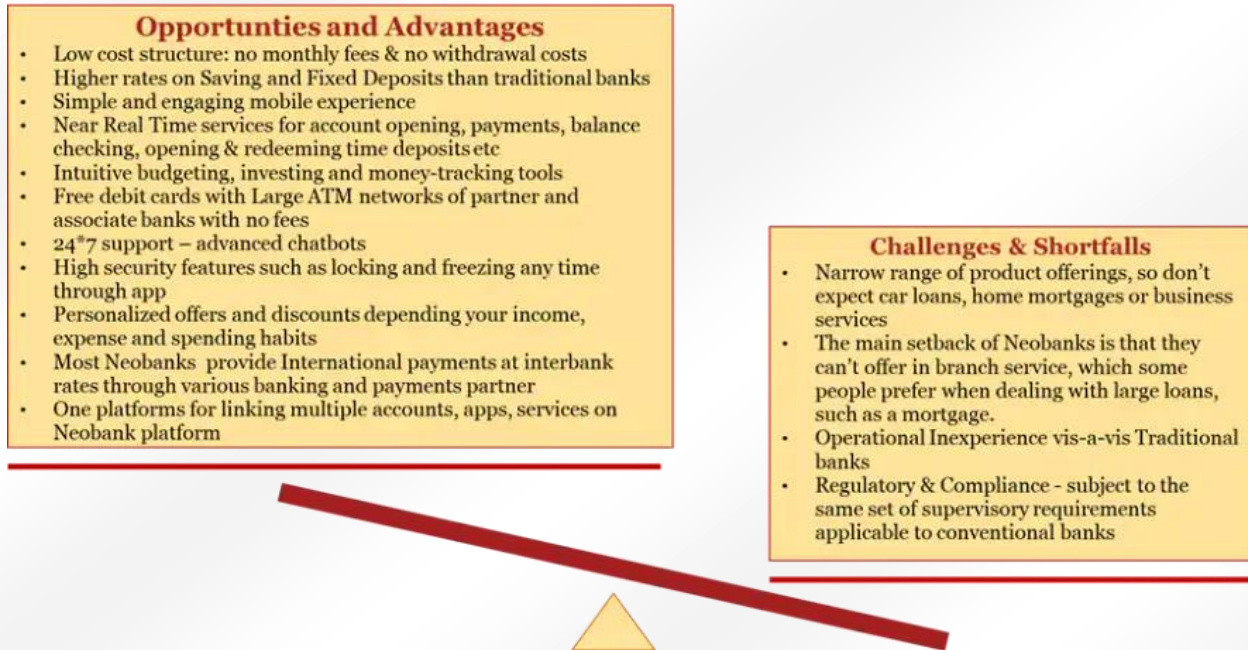 Opportunties and Advantages
• Low cost structure: no monthly fees & no withdrawal costs
• Higher rates on Saving and Fixed Deposits than traditional banks
• Simple and engaging mobile experience
• Near Real Time services for account opening, payments, balance
checking, opening & redeeming time deposits etc
• Intuitive budgeting, investing and money-tracking tools
• Free debit cards with Large ATM networks of partner and
associate banks with no fees
• 24*7 support – advanced chatbots
• High security features such as locking and freezing any time
through app
• Personalized offers and discounts depending your income,
expense and spending habits
• Most Neobanks provide International payments at interbank
rates through various banking and payments partner
• One platforms for linking multiple accounts, apps, services on
Neobank platform
Challenges & Shortfalls
• Narrow range of product offerings, so don't
expect car loans, home mortgages or business
services
• The main setback of Neobanks is that they
can't offer in branch service, which some
people prefer when dealing with large loans,
such as a mortgage.
• Operational Inexperience vis-a-vis Traditional
banks
• Regulatory & Compliance - subject to the
same set of supervisory requirements
applicable to conventional banks